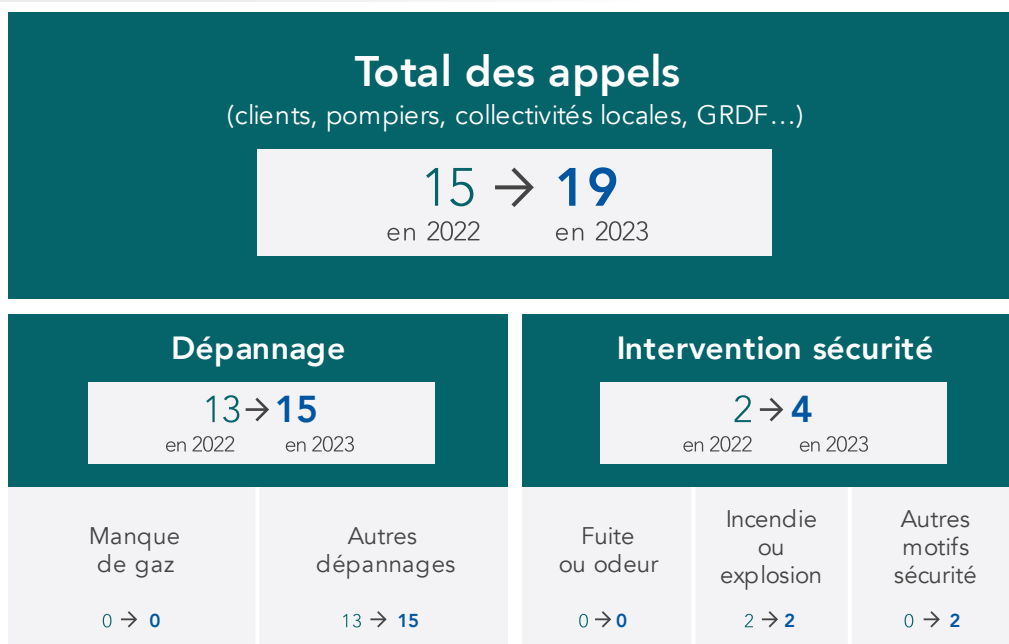 Total des appels
(clients, pompiers, collectivités locales, GRDF…)
15 → 19
en 2022 en 2023
Dépannage
13 → 15
en 2022 en 2023
Manque
de gaz
0 → 0
Autres
dépannages
13 → 15
Intervention sécurité
2 → 4
en 2022 en 2023
Fuite
ou odeur
0 → 0
Incendie
ou
explosion
2 → 2
Autres
motifs
sécurité
0 → 2